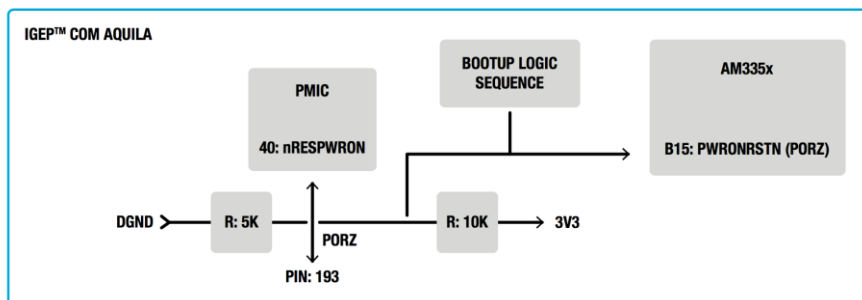 IGEP™ COM AQUILA
BOOTUP LOGIC
SEQUENCE
AM335x
PMIC
40: nRESPWRON
B15: PWRONRSTN (PORZ)
DGND
R: 5K
R: 10K
3V3
PORZ
PIN: 193